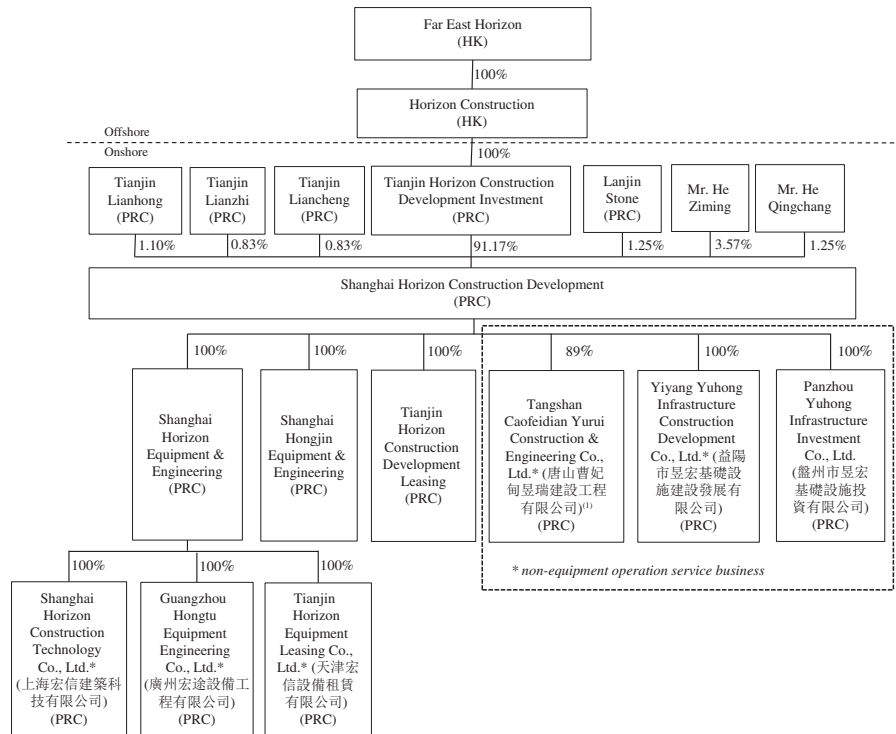 Far East Horizon
(HK)
100%
Horizon Construction
(HK)
Offshore
Onshore
100%
Tianjin
Lianhong
(PRC)
Tianjin
Lianzhi
(PRC)
Tianjin
Liancheng
(PRC)
Tianjin Horizon Construction
Development Investment
(PRC)
Lanjin
Stone
(PRC)
Mr. He
Ziming
Mr. He
Qingchang
1.10%
0.83%
0.83%
91.17%
1.25%
3.57%
1.25%
Shanghai Horizon Construction Development
(PRC)
100%
100%
100%
89%
100%
100%
Shanghai
Horizon
Equipment &
Engineering
(PRC)
Shanghai
Hongjin
Equipment &
Engineering
(PRC)
Tianjin
Horizon
Construction
Development
Leasing
(PRC)
Tangshan
Caofeidian Yurui
Construction &
Engineering Co.,
Ltd.* (唐山曹妃
甸昱瑞建設工程
有限公司)(1)
(PRC)
Yiyang Yuhong
Infrastructure
Construction
Development
Co., Ltd.* (益陽
市昱宏基礎設
施建設發展有
限公司)
(PRC)
Panzhou
Yuhong
Infrastructure
Investment
Co., Ltd.
(盤州市昱宏
基礎設施投
資有限公司)
(PRC)
* non-equipment operation service business
100%
100%
100%
Shanghai
Horizon
Construction
Technology
Co., Ltd.*
(上海宏信建築科
技有限公司)
(PRC)
Guangzhou
Hongtu
Equipment
Engineering
Co., Ltd.*
(廣州宏途設備工
程有限公司)
(PRC)
Tianjin
Horizon
Equipment
Leasing Co.,
Ltd.* (天津宏
信設備租賃
有限公司)
(PRC)